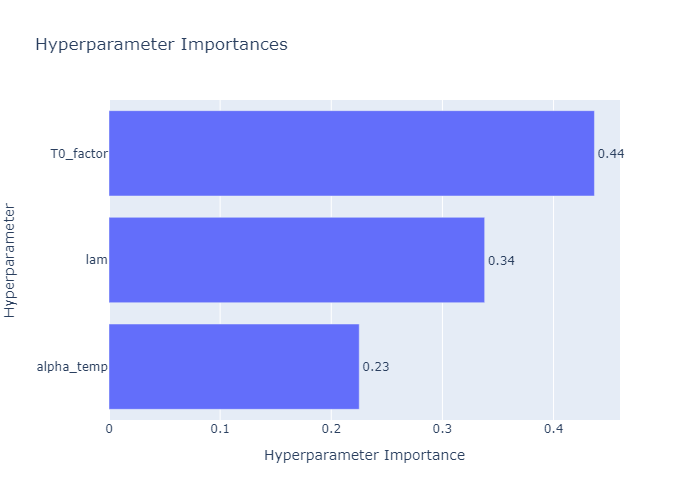 Hyperparameter Importances
Hyperparameter
T0_factor
0.44
lam
0.34
alpha_temp
0.23
0
0.1
0.2
0.3
0.4
Hyperparameter Importance